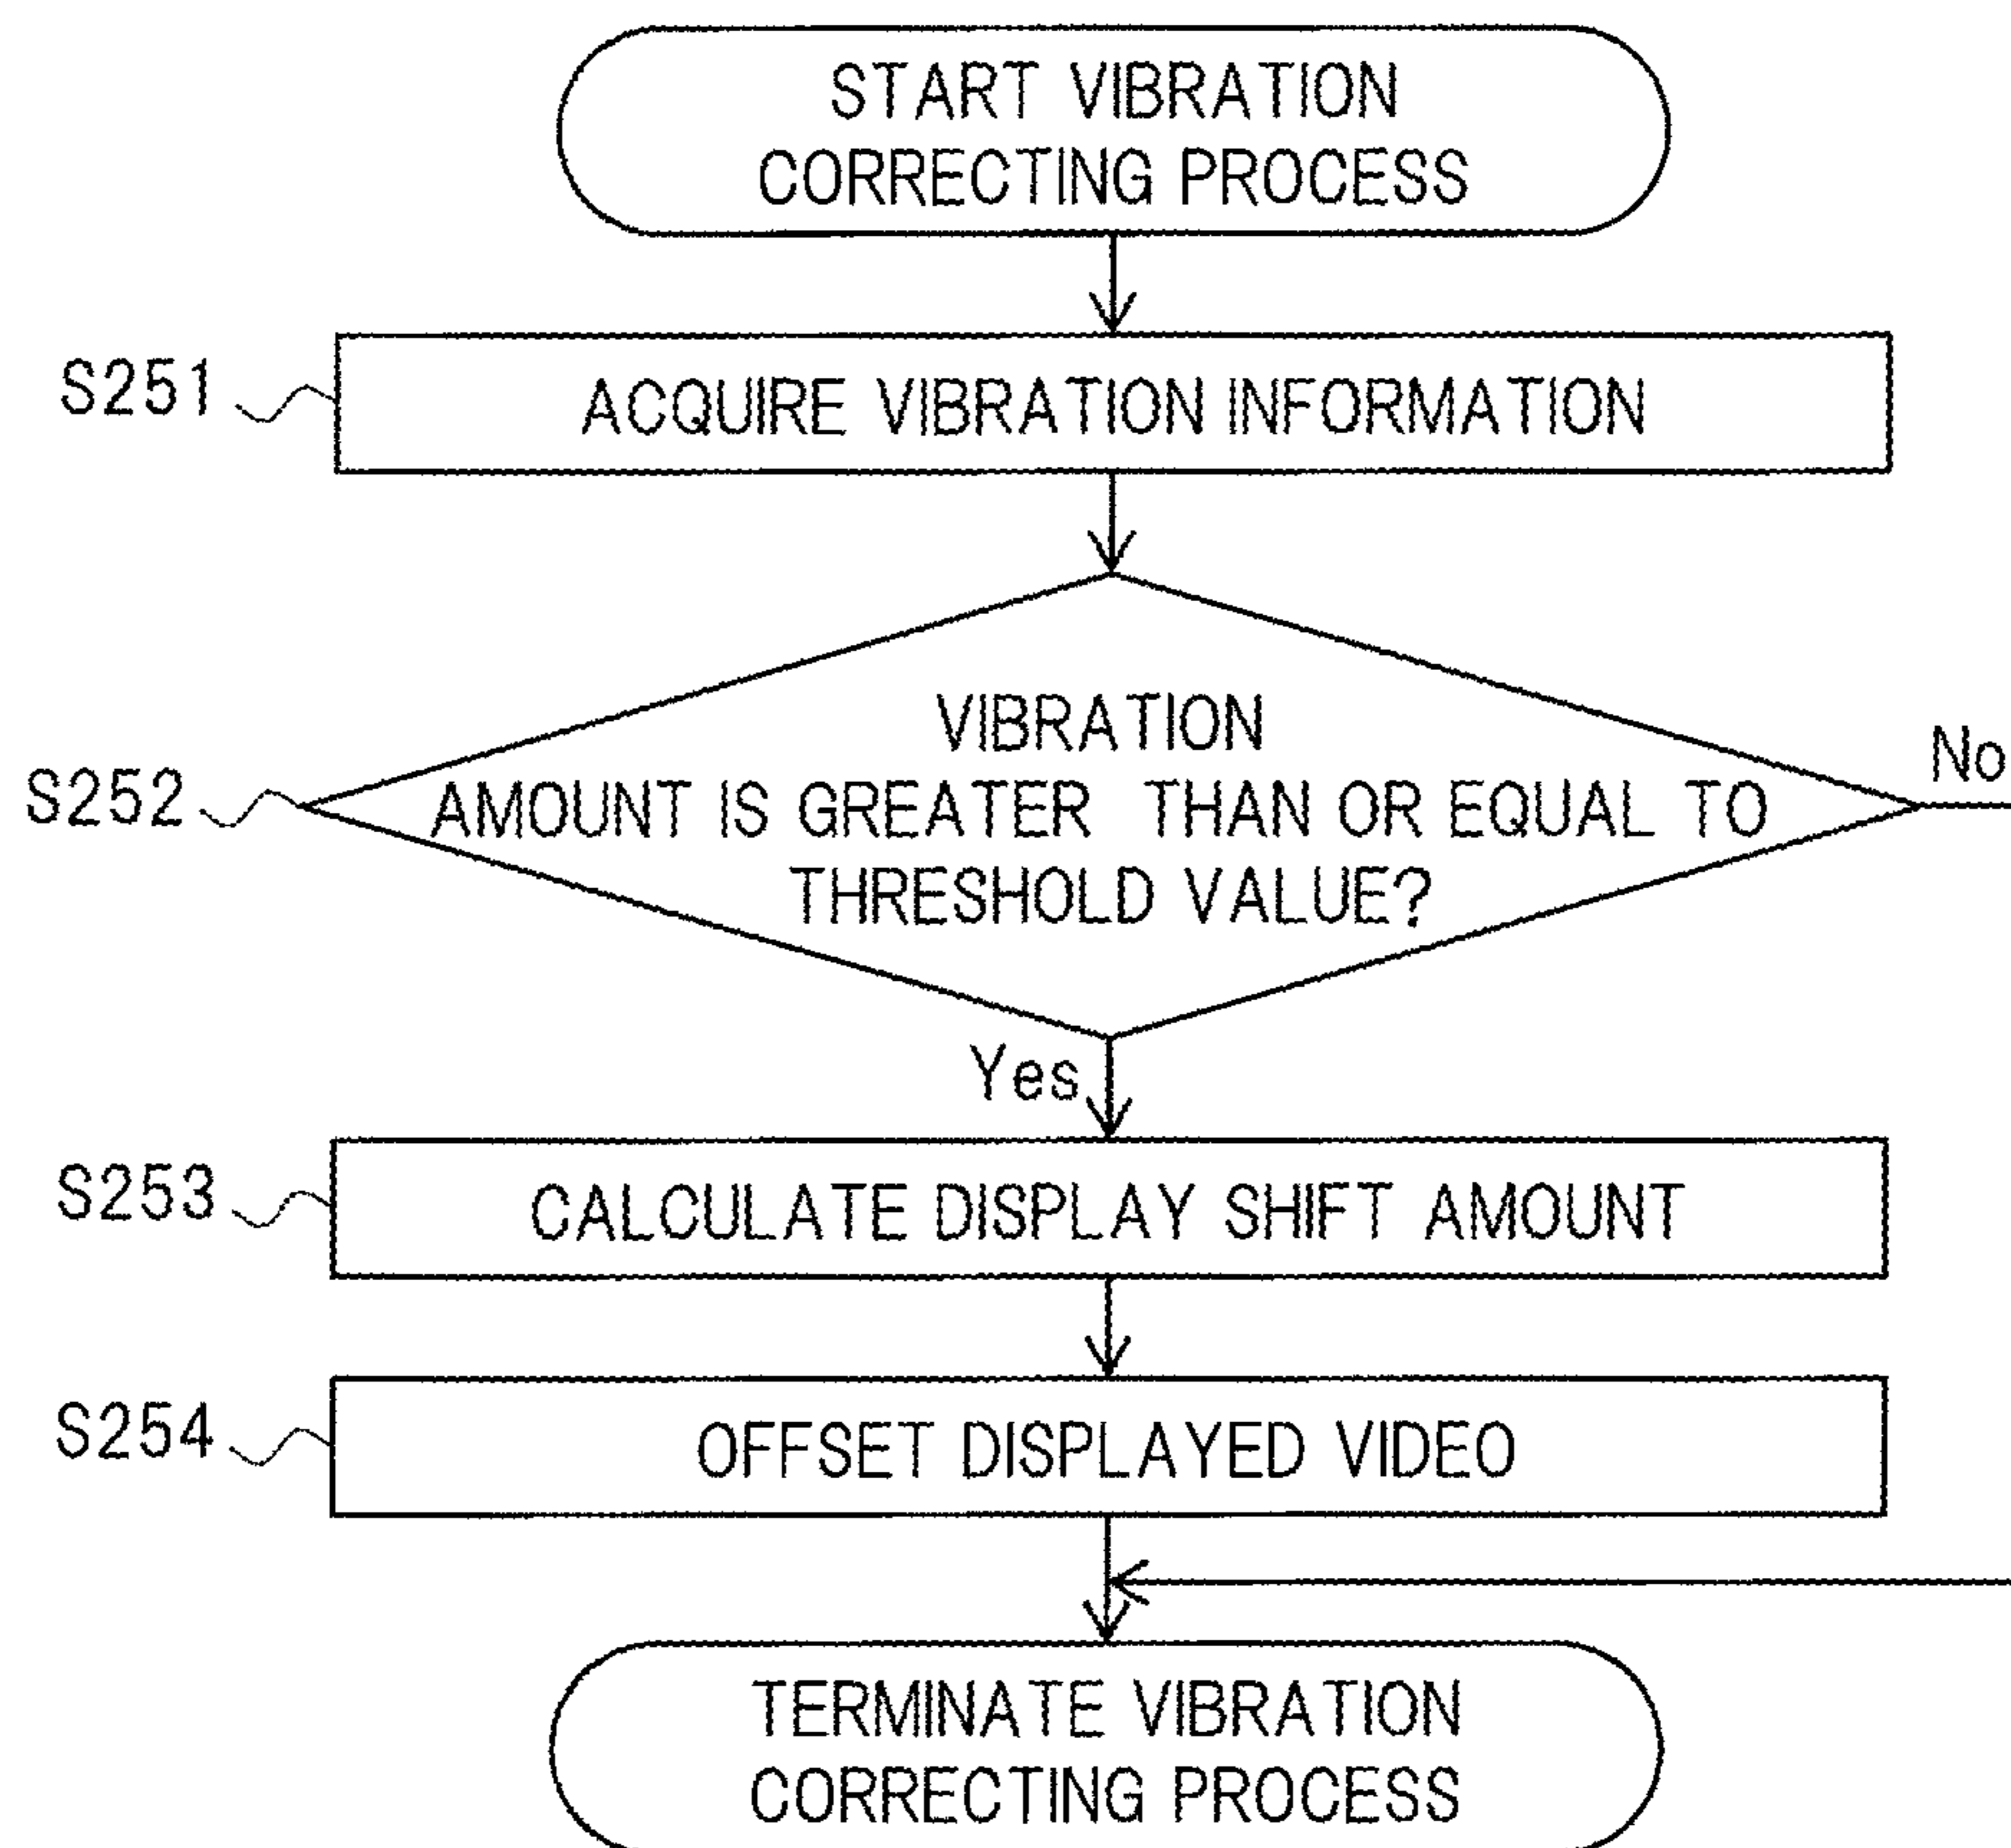 START VIBRATION
CORRECTING PROCESS
S251
ACQUIRE VIBRATION INFORMATION
VIBRATION
No
S252
AMOUNT IS GREATER THAN OR EQUAL TO
THRESHOLD VALUE?
Yes
S253
CALCULATE DISPLAY SHIFT AMOUNT
S254
OFFSET DISPLAYED VIDEO
TERMINATE VIBRATION
CORRECTING PROCESS